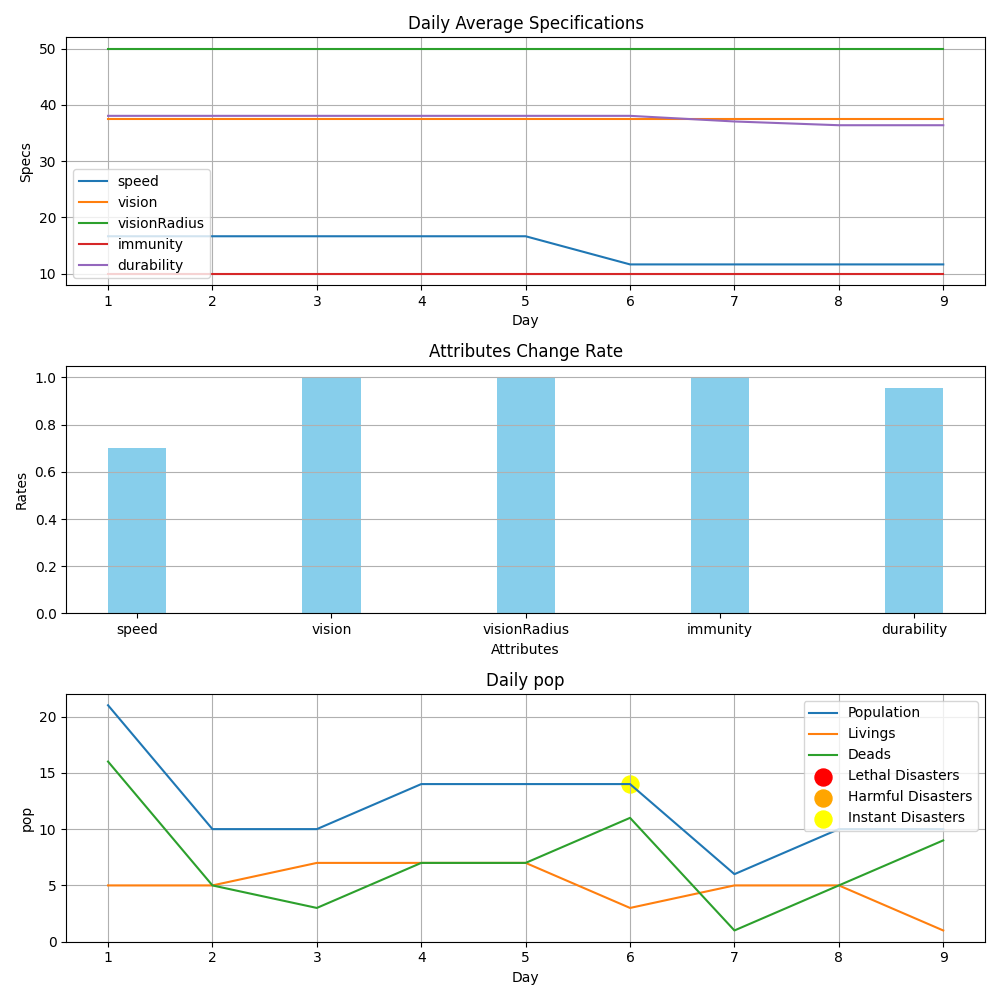 Daily Average Specifications
50
40
30
20
10
Specs
speed
vision
visionRadius
immunity
durability
1 2 3 4 5 6 7 8 9
Day
Attributes Change Rate
1.0
0.8
0.6
0.4
0.2
0.0
Rates
speed vision visionRadius immunity durability
Attributes
Daily pop
20
15
10
5
0
pop
Population
Livings
Deads
Lethal Disasters
Harmful Disasters
Instant Disasters
1 2 3 4 5 6 7 8 9
Day